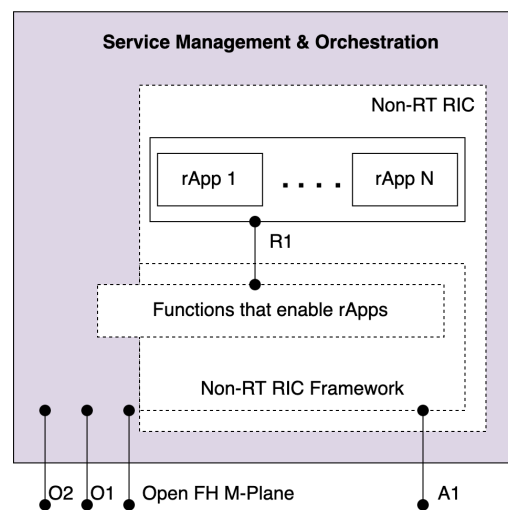 Service Management & Orchestration
Non-RT RIC
rApp 1
. . . .
rApp N
R1
Functions that enable rApps
Non-RT RIC Framework
O2
O1
Open FH M-Plane
A1